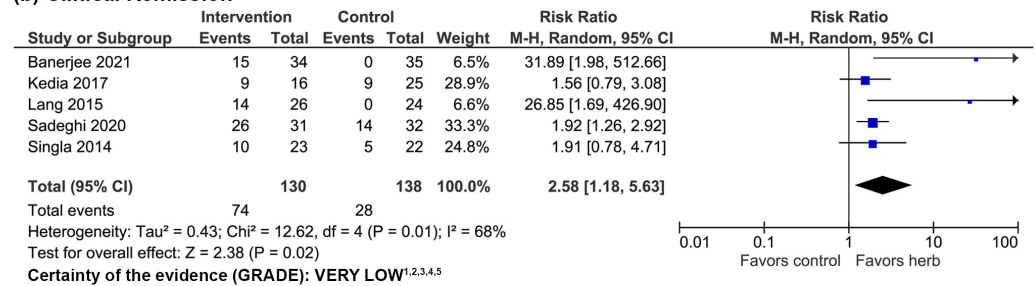 Intervention Control Risk Ratio Risk Ratio
Study or Subgroup Events Total Events Total Weight M-H, Random, 95% CI M-H, Random, 95% CI
Banerjee 2021 15 34 0 35 6.5% 31.89 [1.98, 512.66]
Kedia 2017 9 16 9 25 28.9% 1.56 [0.79, 3.08]
Lang 2015 14 26 0 24 6.6% 26.85 [1.69, 426.90]
Sadeghi 2020 26 31 14 32 33.3% 1.92 [1.26, 2.92]
Singla 2014 10 23 5 22 24.8% 1.91 [0.78, 4.71]
Total (95% CI) 130 138 100.0% 2.58 [1.18, 5.63]
Total events 74 28
Heterogeneity: Tau² = 0.43; Chi² = 12.62, df = 4 (P = 0.01); I² = 68%
Test for overall effect: Z = 2.38 (P = 0.02)
0.01 0.1 1 10 100
Favors control Favors herb
Certainty of the evidence (GRADE): VERY LOW1,2,3,4,5